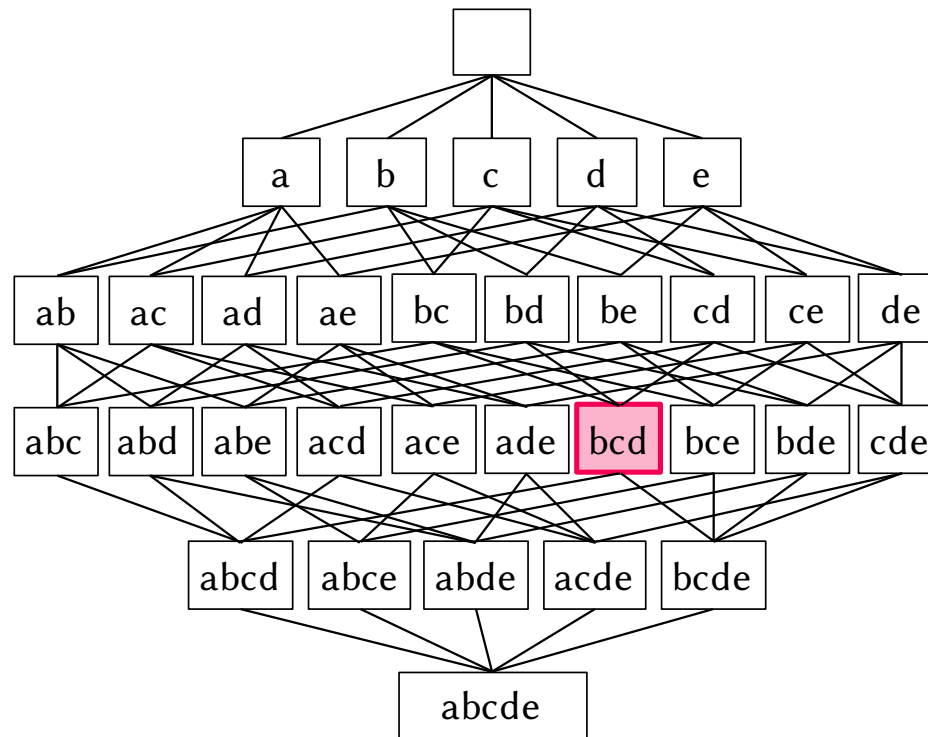 a b c d e
ab ac ad ae bc bd be cd ce de
abc abd abe acd ace ade bcd bce bde cde
abcd abce abde acde bcde
abcde